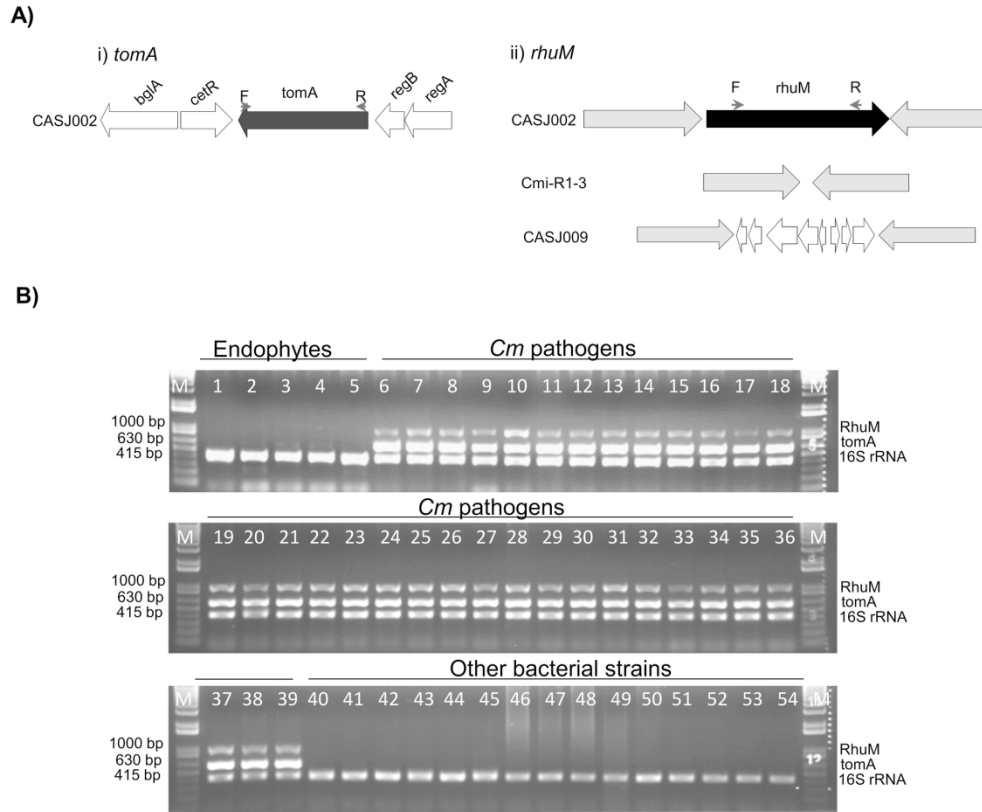 A)
i) tomA
ii) rhuM
bglA cetR F tomA R regB regA
CASJ002
F rhuM R
CASJ002
Cmi-R1-3
CASJ009
B)
Endophytes Cm pathogens
M 1 2 3 4 5 6 7 8 9 10 11 12 13 14 15 16 17 18 M
1000 bp
630 bp
415 bp
RhuM
tomA
16S rRNA
Cm pathogens
M 19 20 21 22 23 24 25 26 27 28 29 30 31 32 33 34 35 36 M
1000 bp
630 bp
415 bp
RhuM
tomA
16S rRNA
Other bacterial strains
M 37 38 39 40 41 42 43 44 45 46 47 48 49 50 51 52 53 54 M
1000 bp
630 bp
415 bp
RhuM
tomA
16S rRNA
12